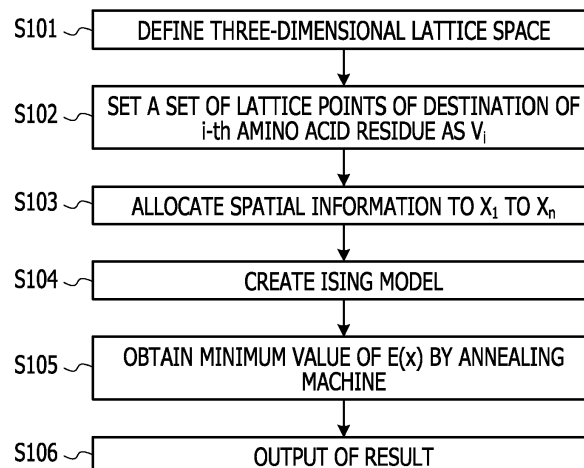 S101 DEFINE THREE-DIMENSIONAL LATTICE SPACE
S102 SET A SET OF LATTICE POINTS OF DESTINATION OF
i-th AMINO ACID RESIDUE AS Vi
S103 ALLOCATE SPATIAL INFORMATION TO X1 TO Xn
S104 CREATE ISING MODEL
S105 OBTAIN MINIMUM VALUE OF E(x) BY ANNEALING
MACHINE
S106 OUTPUT OF RESULT